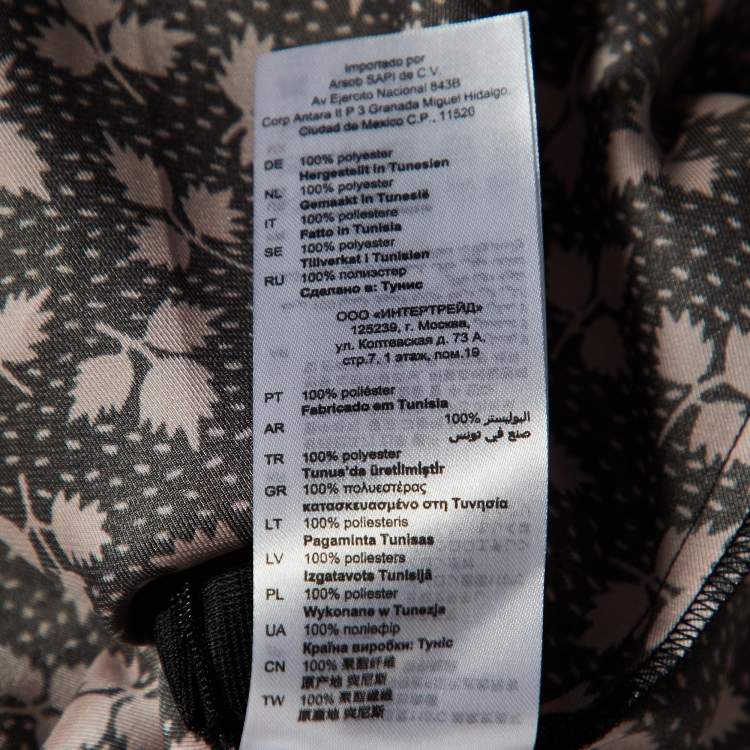 Importado por
Arsob SAPI de C.V.
Av Ejercito Nacional 843B
Corp Antara II P 3 Granada Miguel Hidalgo.
Ciudad de Mexico C.P., 11520
DE 100% polyester
Hergestellt in Tunesien
NL 100% polyester
Gemaakt in Tunesië
IT 100% poliestere
Fatto in Tunisia
SE 100% polyester
Tillverkat i Tunisien
RU 100% полиэстер
Сделано в: Тунис
ООО «ИНТЕРТРЕЙД»
125239, г. Москва,
ул. Коптевская д. 73 А,
стр.7, 1 этаж, пом.19
PT 100% poliéster
Fabricado em Tunísia
AR البوليستر %100
صنع في تونس
TR 100% polyester
Tunus'da üretilmiştir
GR 100% πολυεστέρας
κατασκευασμένο στη Τυνησία
LT 100% poliesteris
Pagaminta Tunisas
LV 100% poliesters
Izgatavots Tunisijā
PL 100% poliester
Wykonane w Tunezja
UA 100% поліефір
Країна виробки: Туніс
CN 100% 聚酯纤维
原产地 突尼斯
TW 100% 聚酯纖維
原產地 突尼斯